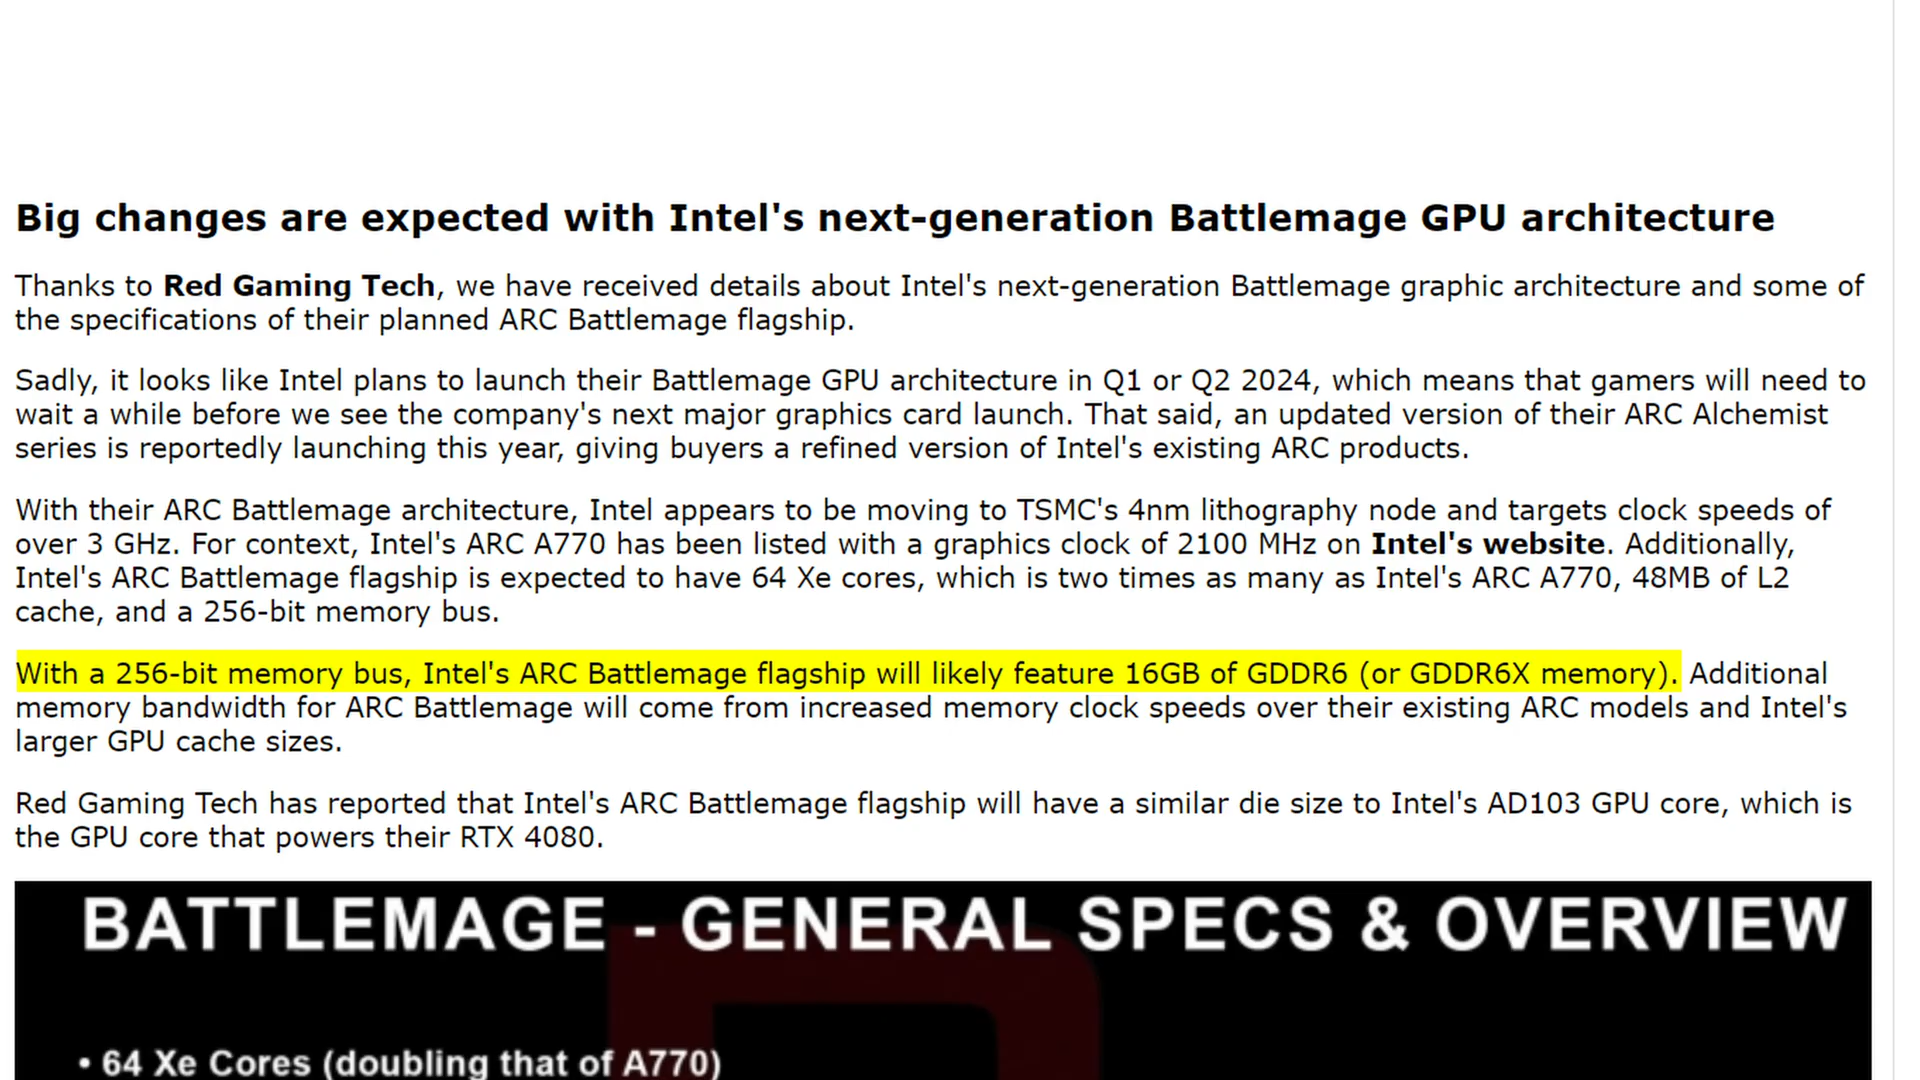 Big changes are expected with Intel's next-generation Battlemage GPU architecture
Thanks to Red Gaming Tech, we have received details about Intel's next-generation Battlemage graphic architecture and some of
the specifications of their planned ARC Battlemage flagship.
Sadly, it looks like Intel plans to launch their Battlemage GPU architecture in Q1 or Q2 2024, which means that gamers will need to
wait a while before we see the company's next major graphics card launch. That said, an updated version of their ARC Alchemist
series is reportedly launching this year, giving buyers a refined version of Intel's existing ARC products.
With their ARC Battlemage architecture, Intel appears to be moving to TSMC's 4nm lithography node and targets clock speeds of
over 3 GHz. For context, Intel's ARC A770 has been listed with a graphics clock of 2100 MHz on Intel's website. Additionally,
Intel's ARC Battlemage flagship is expected to have 64 Xe cores, which is two times as many as Intel's ARC A770, 48MB of L2
cache, and a 256-bit memory bus.
With a 256-bit memory bus, Intel's ARC Battlemage flagship will likely feature 16GB of GDDR6 (or GDDR6X memory). Additional
memory bandwidth for ARC Battlemage will come from increased memory clock speeds over their existing ARC models and Intel's
larger GPU cache sizes.
Red Gaming Tech has reported that Intel's ARC Battlemage flagship will have a similar die size to Intel's AD103 GPU core, which is
the GPU core that powers their RTX 4080.
BATTLEMAGE - GENERAL SPECS & OVERVIEW
• 64 Xe Cores (doubling that of A770)